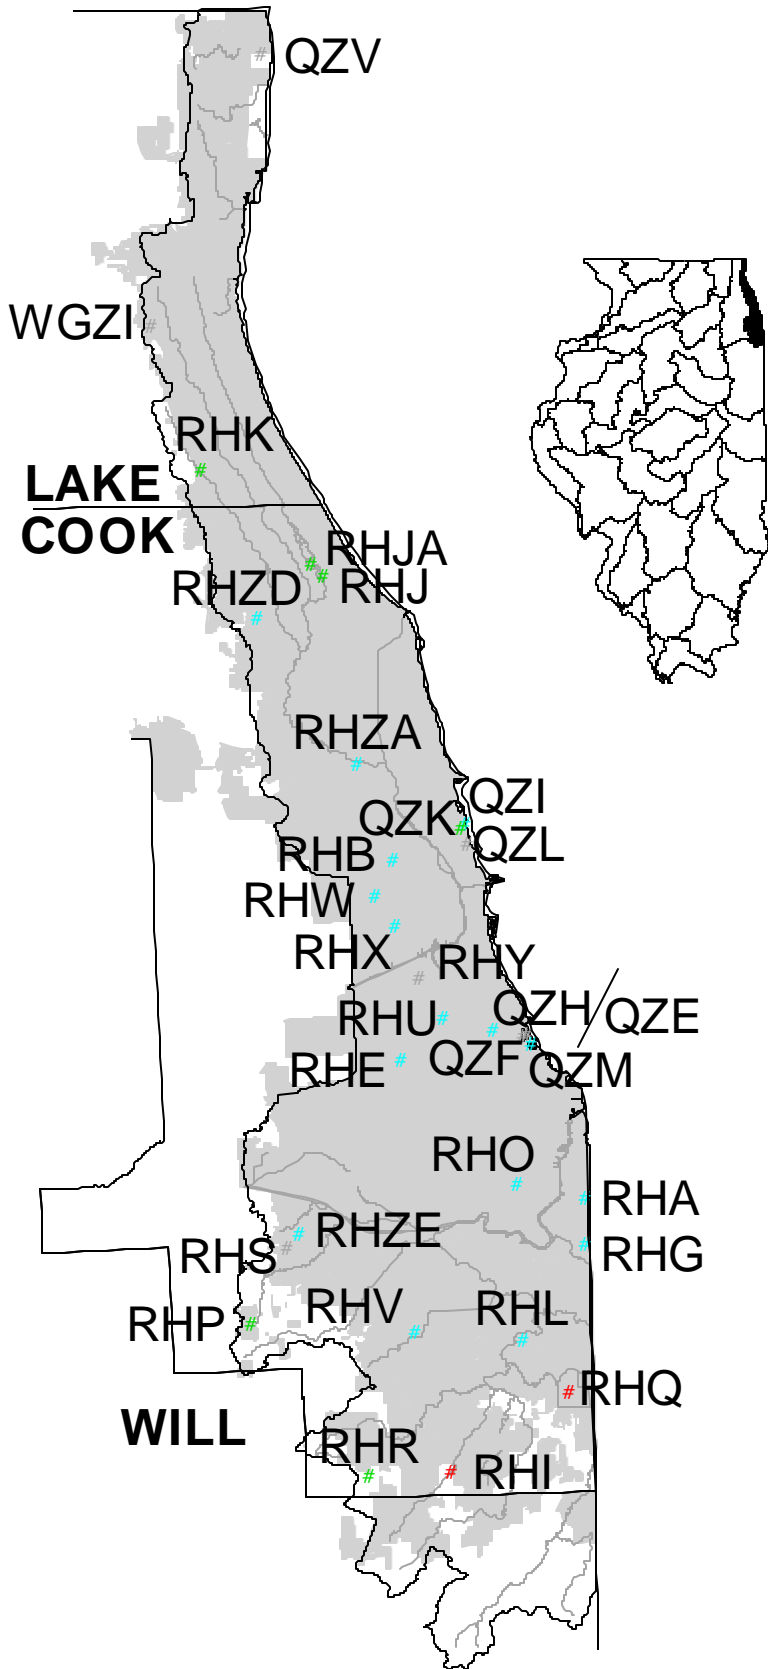 QZV
WGZI
RHK
LAKE
COOK
RHJA
RHJ
RHZD
RHZA
QZI
QZK
QZL
RHB
RHW
RHX
RHY
QZH/QZE
RHU
QZF
QZM
RHE
RHO
RHA
RHZE
RHS
RHG
RHV
RHL
RHP
RHQ
WILL
RHR
RHI